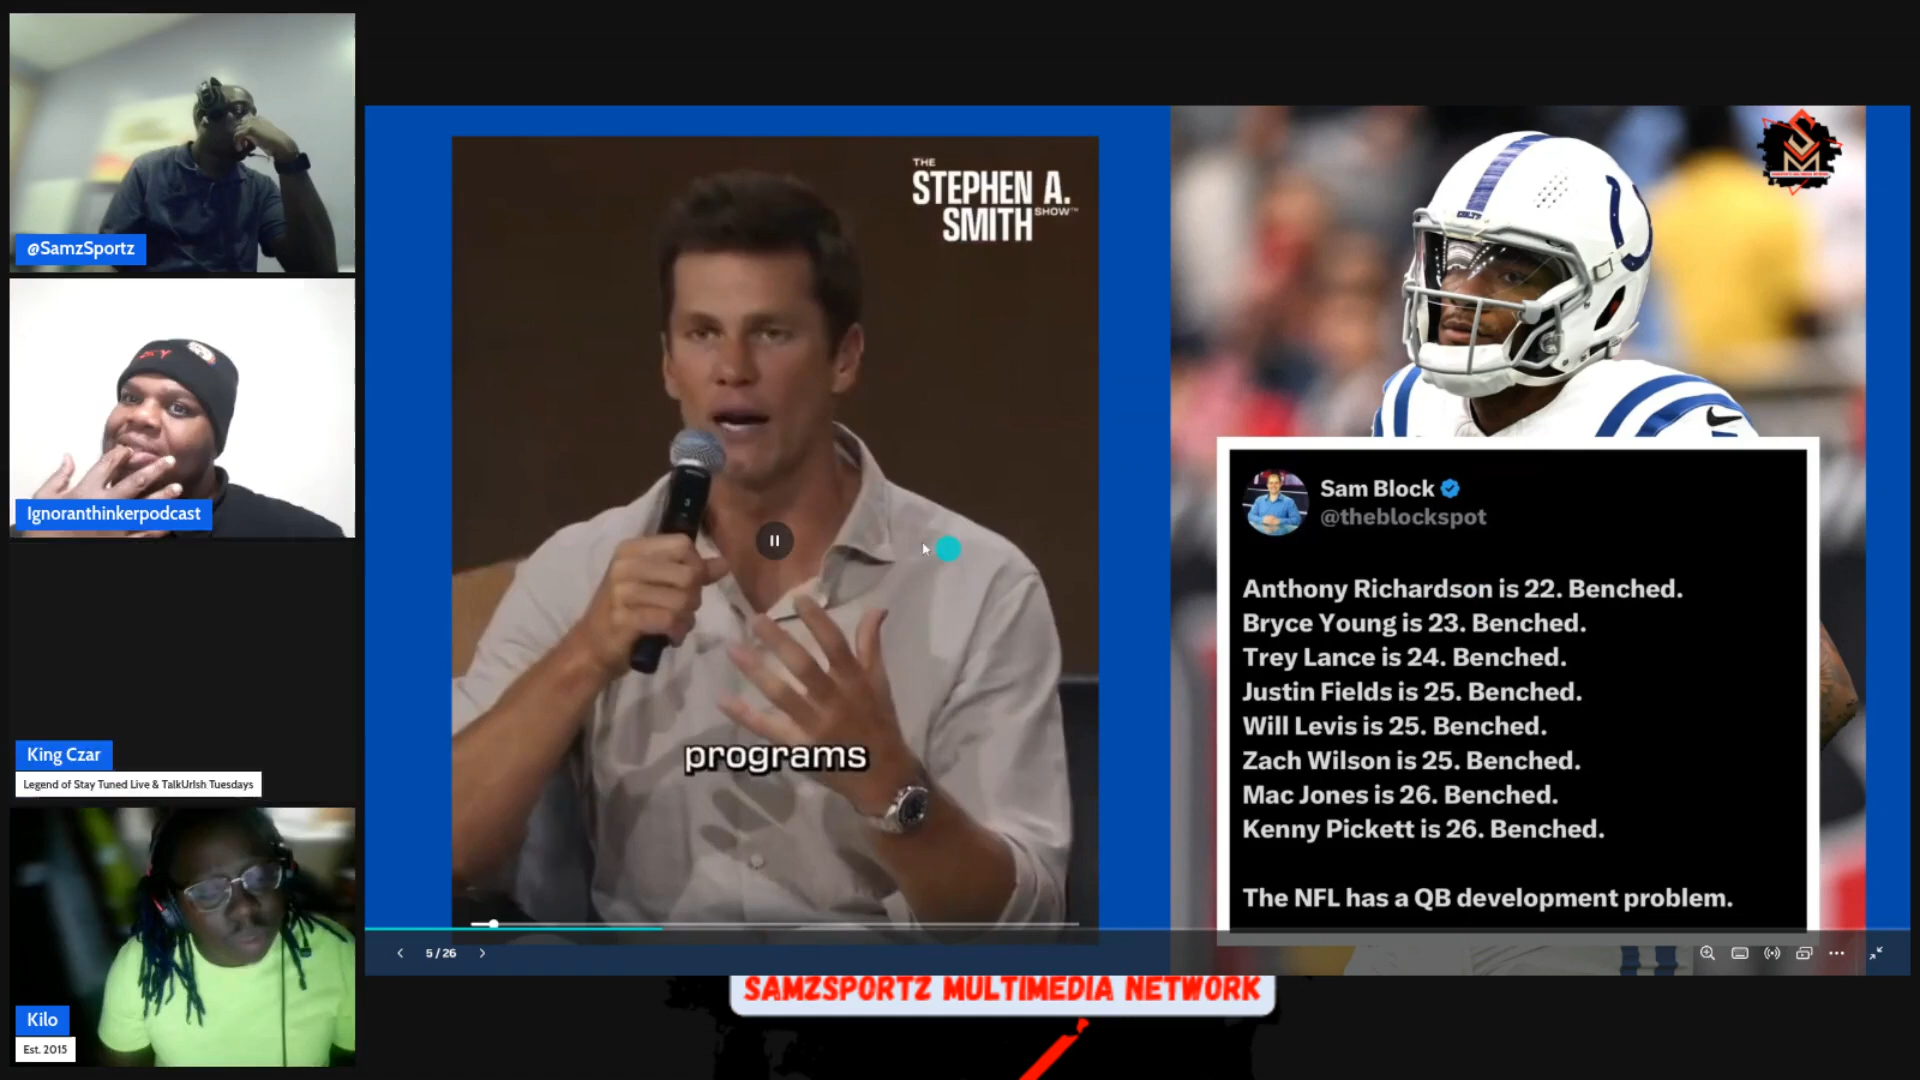 @SamzSportz
Ignoranthinkerpodcast
King Czar
Legend of Stay Tuned Live & TalkUrIsh Tuesdays
Kilo
Est. 2015
THE
STEPHEN A.
SMITH SHOW™
programs
5 / 26
COLTS
Sam Block
@theblockspot
Anthony Richardson is 22. Benched.
Bryce Young is 23. Benched.
Trey Lance is 24. Benched.
Justin Fields is 25. Benched.
Will Levis is 25. Benched.
Zach Wilson is 25. Benched.
Mac Jones is 26. Benched.
Kenny Pickett is 26. Benched.
The NFL has a QB development problem.
SAMZSPORTZ MULTIMEDIA NETWORK